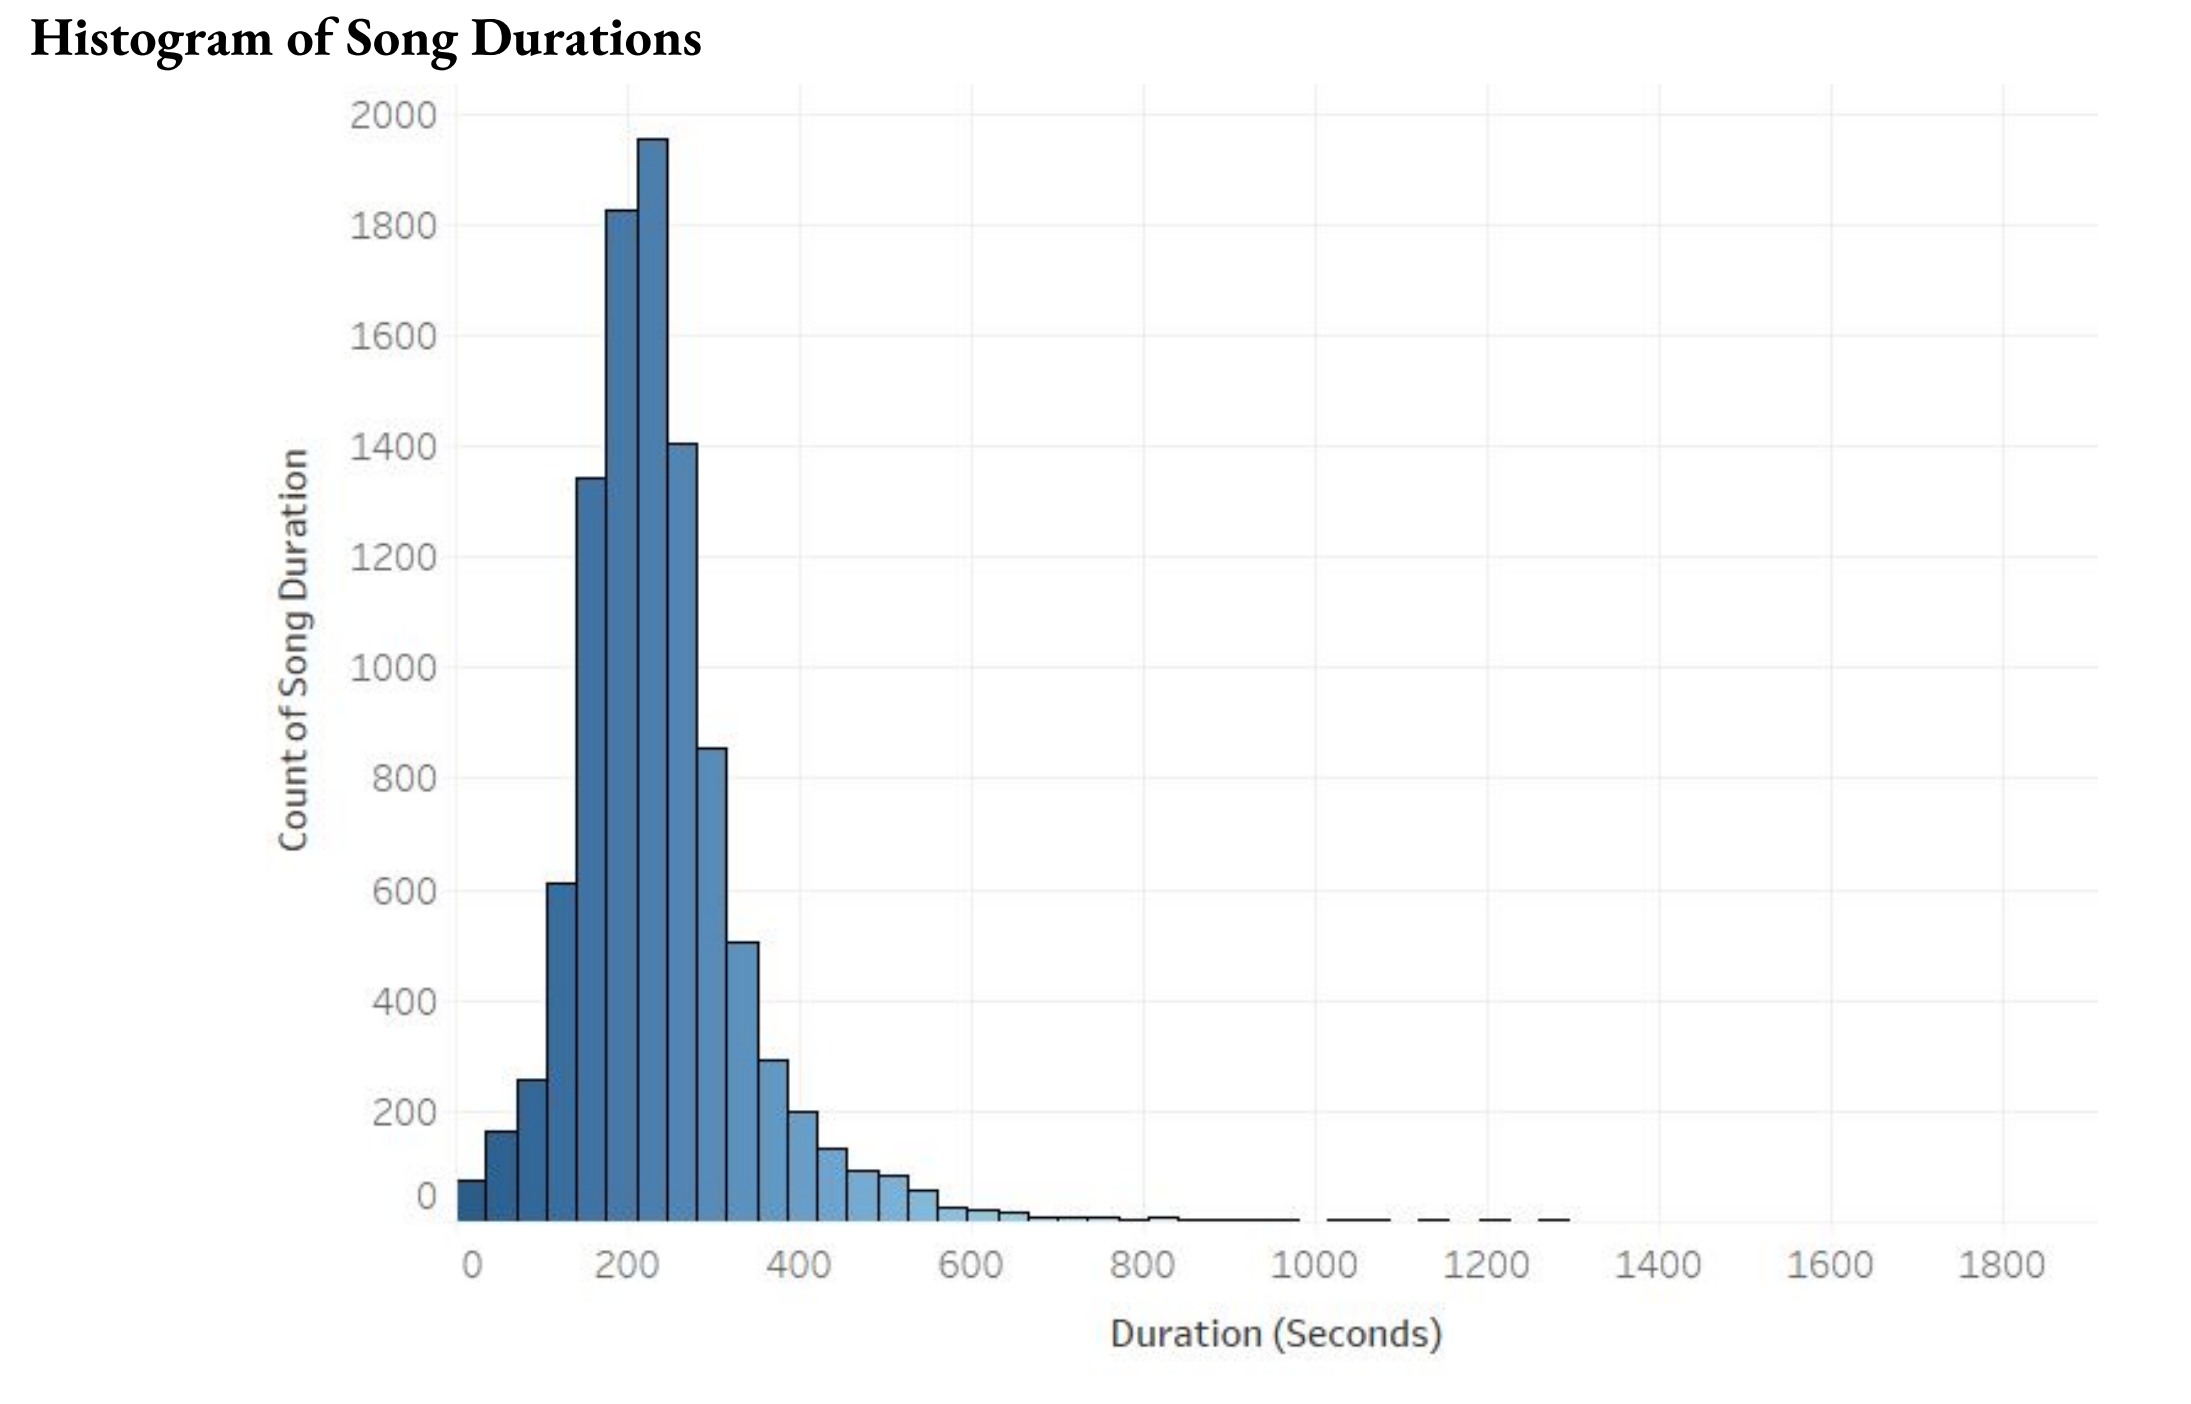 Histogram of Song Durations
2000
1800
1600
1400
1200
1000
800
600
400
200
0
Count of Song Duration
0 200 400 600 800 1000 1200 1400 1600 1800
Duration (Seconds)